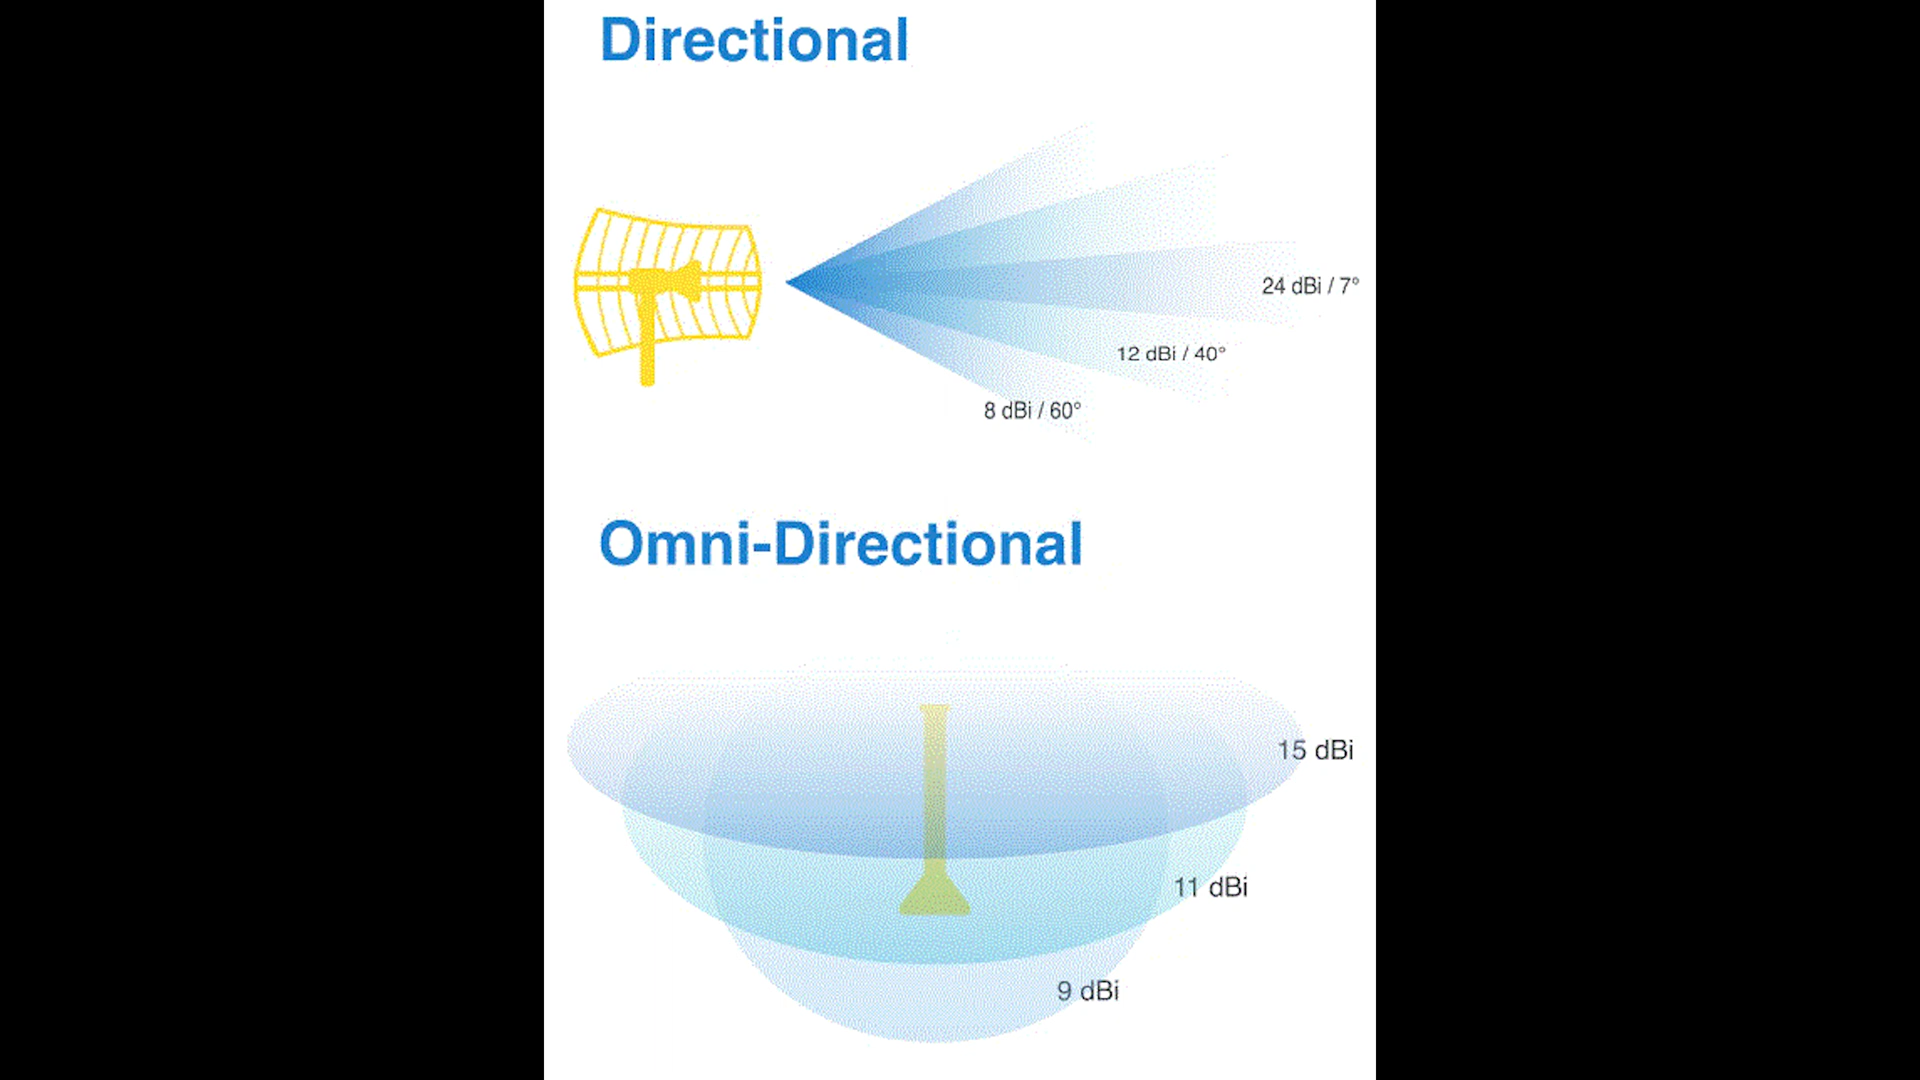 Directional
24 dBi / 7°
12 dBi / 40°
8 dBi / 60°
Omni-Directional
15 dBi
11 dBi
9 dBi